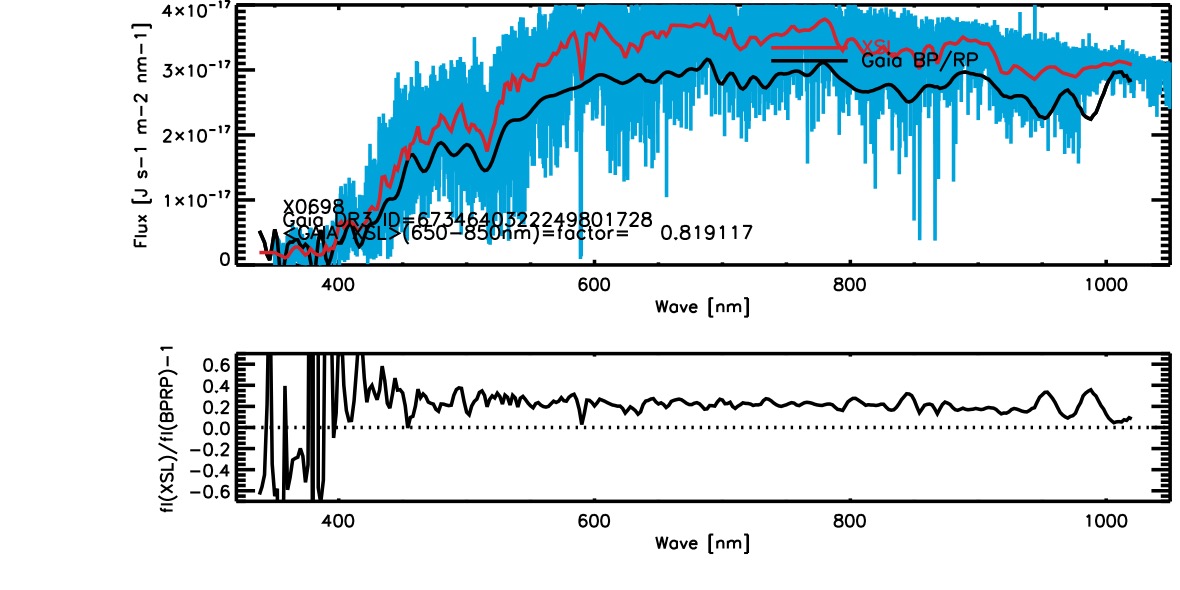 4×10⁻¹⁷
3×10⁻¹⁷
2×10⁻¹⁷
1×10⁻¹⁷
0
Flux [J s−1 m−2 nm−1]
XSL
Gaia BP/RP
X0698
Gaia DR3 ID=6734640322249801728
<GAIA/XSL>(650−850nm)=factor= 0.819117
400 600 800 1000
Wave [nm]
0.6
0.4
0.2
0.0
−0.2
−0.4
−0.6
fl(XSL)/fl(BPRP)−1
400 600 800 1000
Wave [nm]